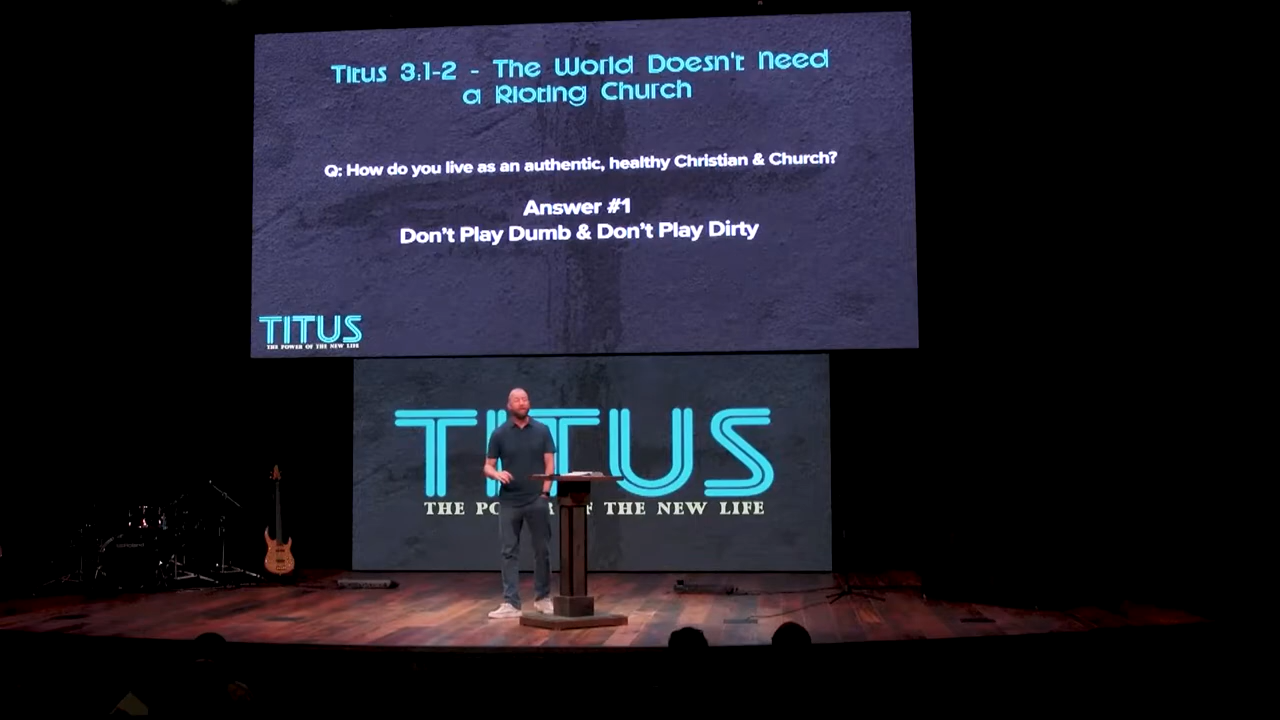 Titus 3:1-2 - The World Doesn't Need
a Rioting Church
Q: How do you live as an authentic, healthy Christian & Church?
Answer #1
Don't Play Dumb & Don't Play Dirty
TITUS
THE POWER OF THE NEW LIFE
TITUS
THE PO R F THE NEW LIFE